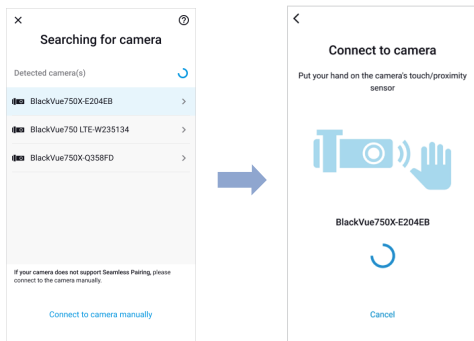 Searching for camera
Detected camera(s)
BlackVue750X-E204EB
BlackVue750 LTE-W235134
BlackVue750X-Q358FD
If your camera does not support Seamless Pairing, please
connect to the camera manually.
Connect to camera manually
Connect to camera
Put your hand on the camera's touch/proximity
sensor
BlackVue750X-E204EB
Cancel